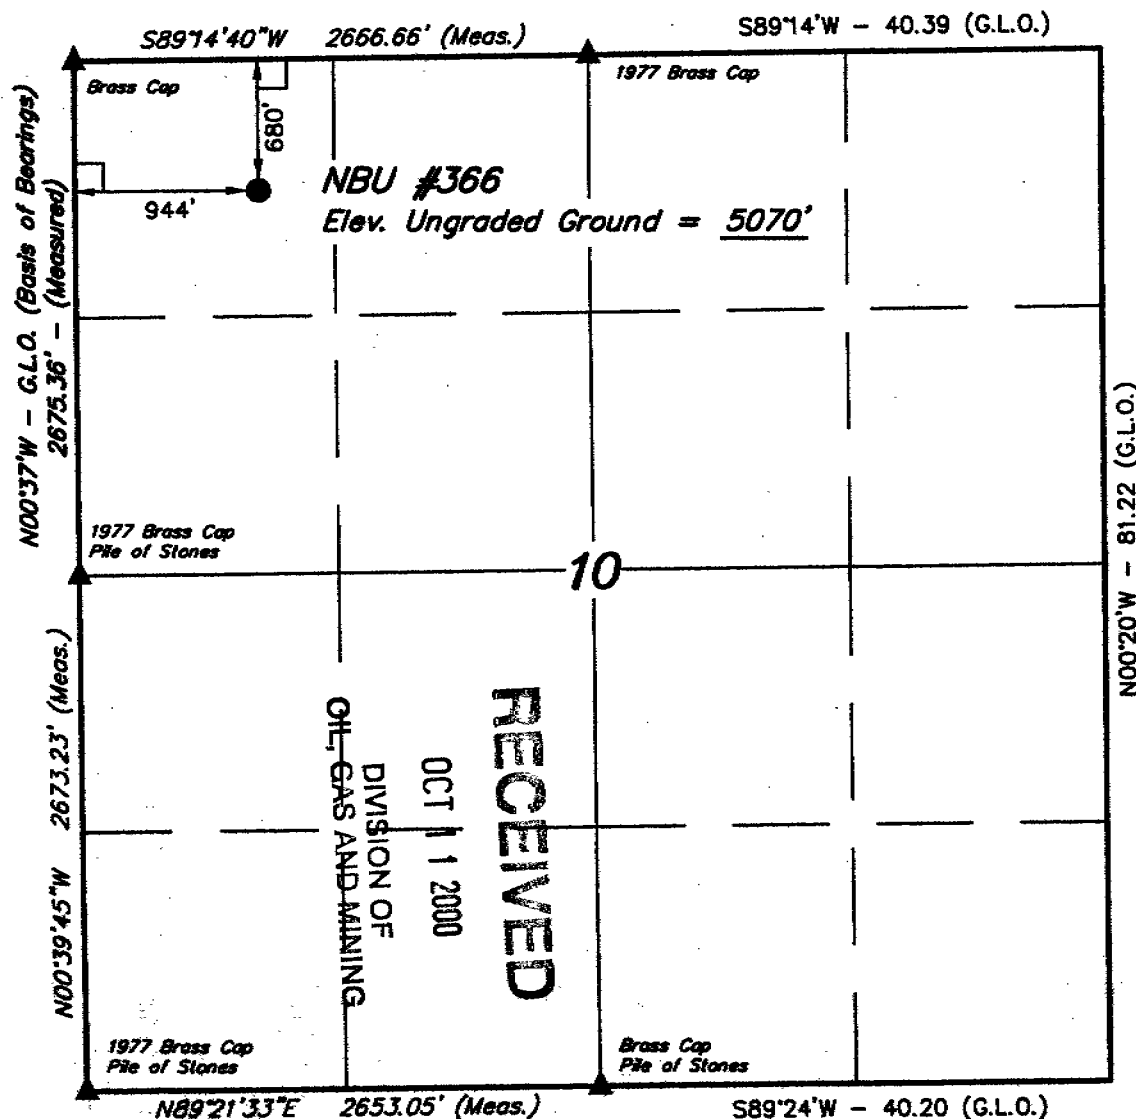 S89°14'40"W 2666.66' (Meas.)
S89°14'W - 40.39 (G.L.O.)
Brass Cap
1977 Brass Cap
680'
944'
NBU #366
Elev. Ungraded Ground = 5070'
N00°37'W - G.L.O. (Basis of Bearings)
2675.36' - (Measured)
1977 Brass Cap
Pile of Stones
10
N00°20'W - 81.22 (G.L.O.)
N00°39'45"W 2673.23' (Meas.)
RECEIVED
OCT 11 2000
DIVISION OF
OIL, GAS AND MINING
1977 Brass Cap
Pile of Stones
Brass Cap
Pile of Stones
N89°21'33"E 2653.05' (Meas.)
S89°24'W - 40.20 (G.L.O.)